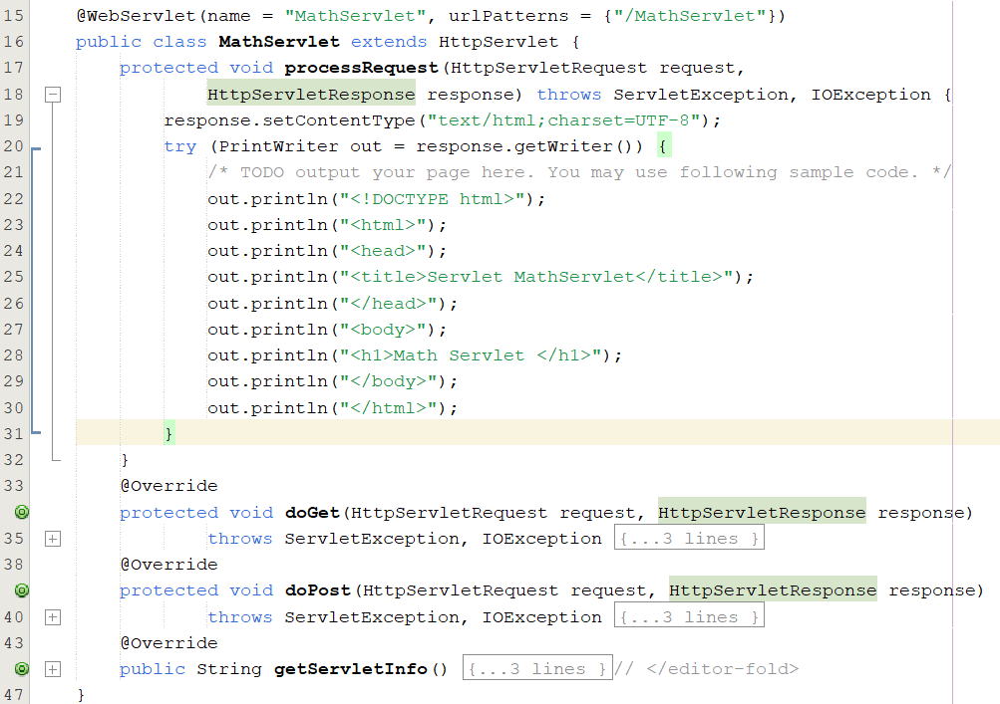 15 @WebServlet(name = "MathServlet", urlPatterns = {"/MathServlet"})
16 public class MathServlet extends HttpServlet {
17     protected void processRequest(HttpServletRequest request,
18             HttpServletResponse response) throws ServletException, IOException {
19         response.setContentType("text/html;charset=UTF-8");
20         try (PrintWriter out = response.getWriter()) {
21             /* TODO output your page here. You may use following sample code. */
22             out.println("<!DOCTYPE html>");
23             out.println("<html>");
24             out.println("<head>");
25             out.println("<title>Servlet MathServlet</title>");
26             out.println("</head>");
27             out.println("<body>");
28             out.println("<h1>Math Servlet </h1>");
29             out.println("</body>");
30             out.println("</html>");
31         }
32     }
33     @Override
    protected void doGet(HttpServletRequest request, HttpServletResponse response)
35             throws ServletException, IOException {...3 lines }
38     @Override
    protected void doPost(HttpServletRequest request, HttpServletResponse response)
40             throws ServletException, IOException {...3 lines }
43     @Override
    public String getServletInfo() {...3 lines }// </editor-fold>
47 }